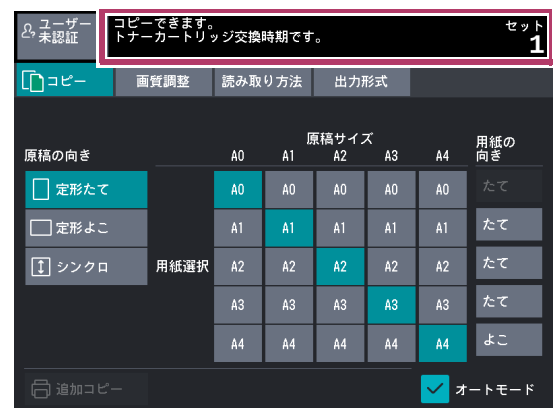 ユーザー
未認証
コピーできます。
トナーカートリッジ交換時期です。
セット
1
コピー
画質調整
読み取り方法
出力形式
原稿の向き
定形たて
定形よこ
シンクロ
用紙選択
原稿サイズ
A0 A1 A2 A3 A4
A0 A0 A0 A0 A0
A1 A1 A1 A1 A1
A2 A2 A2 A2 A2
A3 A3 A3 A3 A3
A4 A4 A4 A4 A4
用紙の
向き
たて
たて
たて
たて
よこ
追加コピー
オートモード